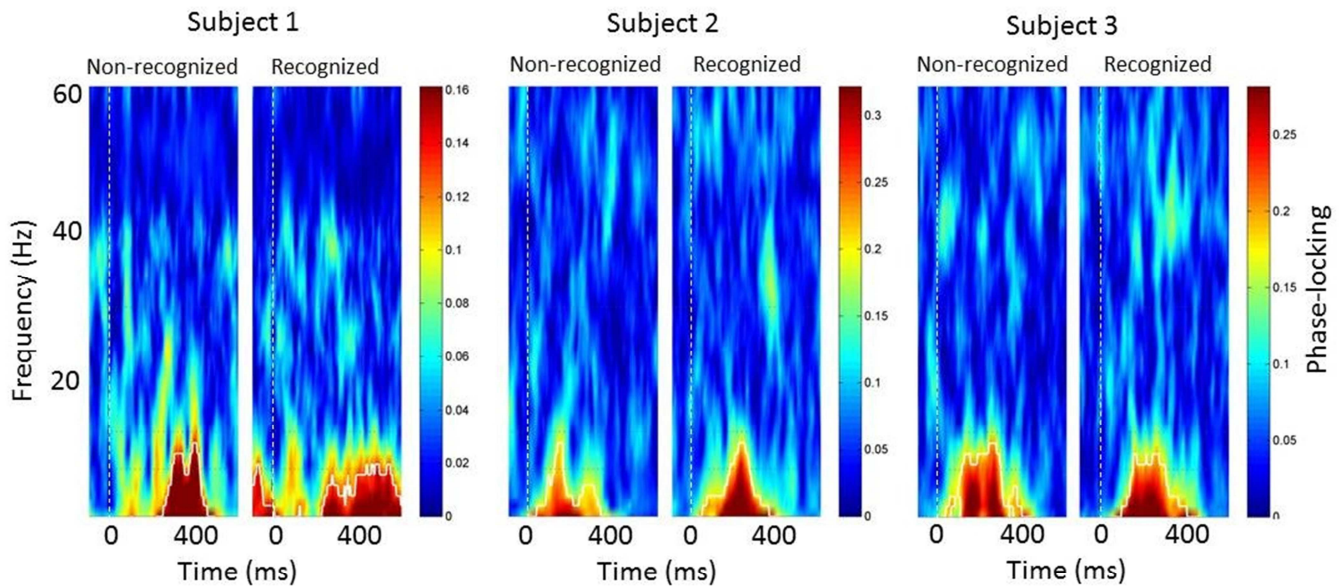 Subject 1
Subject 2
Subject 3
Non-recognized
Recognized
Non-recognized
Recognized
Non-recognized
Recognized
Frequency (Hz)
60
40
20
0.16
0.14
0.12
0.1
0.08
0.06
0.04
0.02
0
0.3
0.25
0.2
0.15
0.1
0.05
0
0.25
0.2
0.15
0.1
0.05
0
Phase-locking
0
400
0
400
0
400
0
400
0
400
0
400
Time (ms)
Time (ms)
Time (ms)